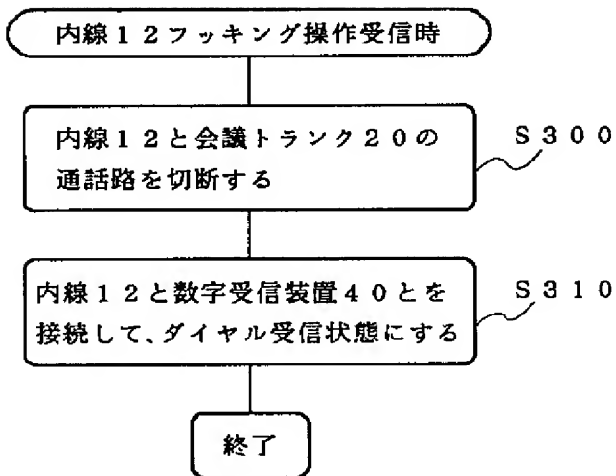 内線12フッキング操作受信時
内線12と会議トランク20の
通話路を切断する
S300
内線12と数字受信装置40とを
接続して、ダイヤル受信状態にする
S310
終了